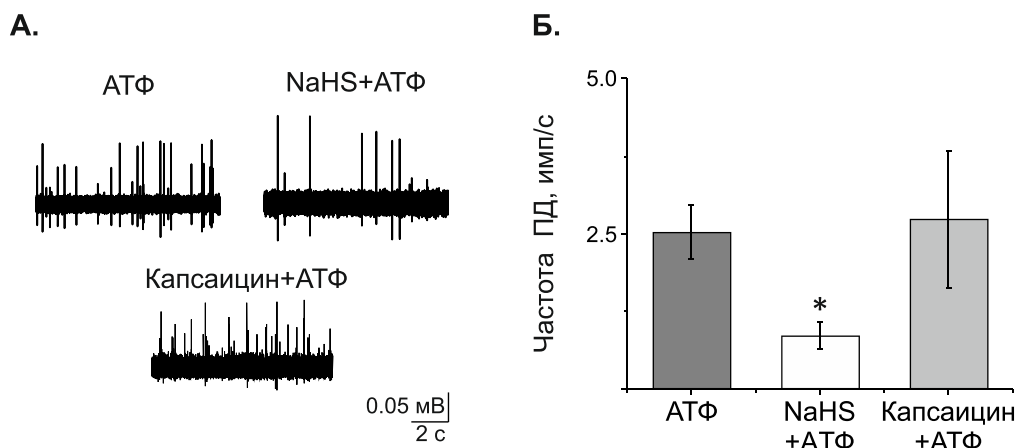 А.
АТФ
NaHS+АТФ
Капсаицин+АТФ
0.05 мВ
2 с
Б.
Частота ПД, имп/с
5.0
2.5
*
АТФ
NaHS
+АТФ
Капсаицин
+АТФ